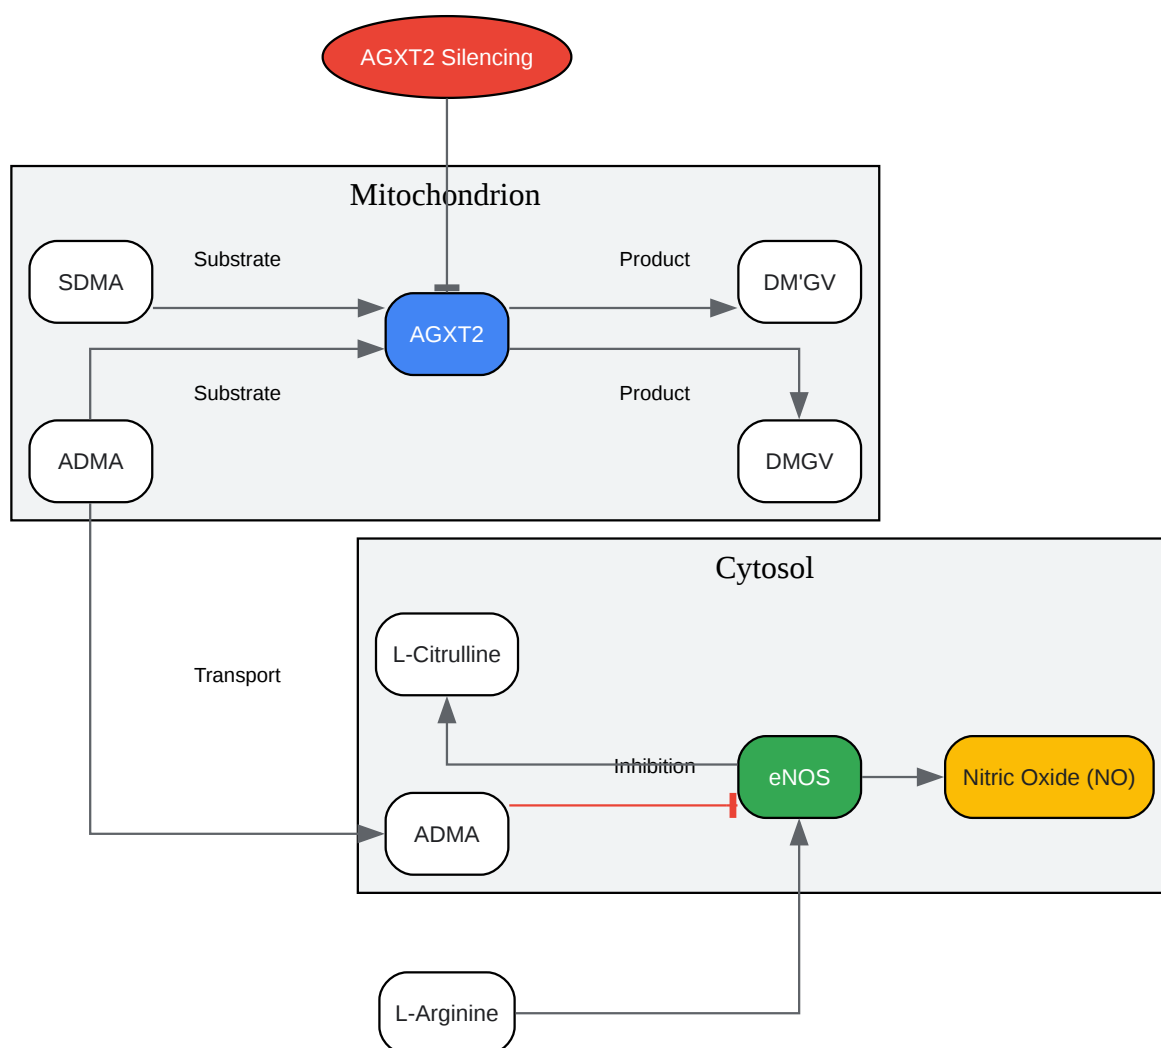 AGXT2 Silencing
Mitochondrion
Substrate
Product
SDMA
DM'GV
AGXT2
Substrate
Product
ADMA
DMGV
Cytosol
L-Citrulline
Transport
Inhibition
eNOS
Nitric Oxide (NO)
ADMA
L-Arginine